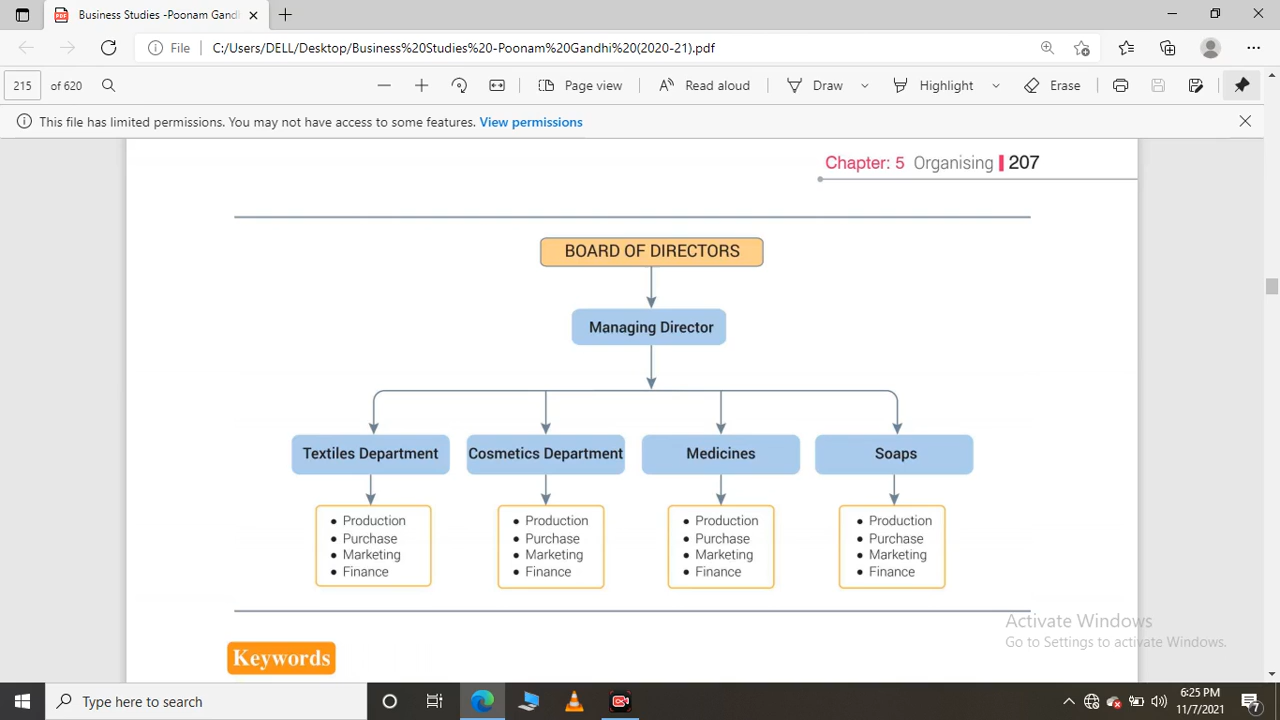 Business Studies -Poonam Gandh
File C:/Users/DELL/Desktop/Business%20Studies%20-Poonam%20Gandhi%20(2020-21).pdf
215 of 620 Page view A Read aloud Draw Highlight Erase
This file has limited permissions. You may not have access to some features. View permissions
Chapter: 5 Organising 207
BOARD OF DIRECTORS
Managing Director
Textiles Department Cosmetics Department Medicines Soaps
• Production • Production • Production • Production
• Purchase • Purchase • Purchase • Purchase
• Marketing • Marketing • Marketing • Marketing
• Finance • Finance • Finance • Finance
Activate Windows
Go to Settings to activate Windows.
Keywords
Type here to search
6:25 PM
11/7/2021
7